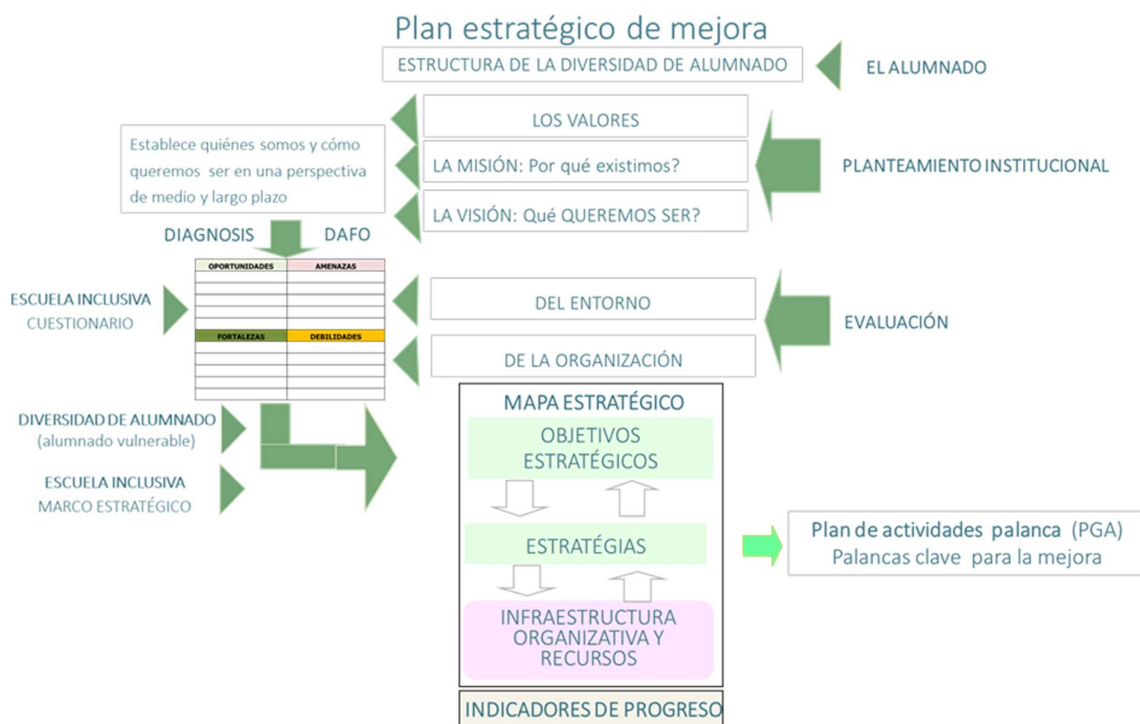 Plan estratégico de mejora
ESTRUCTURA DE LA DIVERSIDAD DE ALUMNADO
EL ALUMNADO
LOS VALORES
Establece quiénes somos y cómo
queremos ser en una perspectiva
de medio y largo plazo
LA MISIÓN: Por qué existimos?
PLANTEAMIENTO INSTITUCIONAL
LA VISIÓN: Qué QUEREMOS SER?
DIAGNOSIS DAFO
OPORTUNIDADES AMENAZAS
ESCUELA INCLUSIVA
CUESTIONARIO
DEL ENTORNO
EVALUACIÓN
FORTALEZAS DEBILIDADES
DE LA ORGANIZACIÓN
DIVERSIDAD DE ALUMNADO
(alumnado vulnerable)
ESCUELA INCLUSIVA
MARCO ESTRATÉGICO
MAPA ESTRATÉGICO
OBJETIVOS
ESTRATÉGICOS
ESTRATÉGIAS
Plan de actividades palanca (PGA)
Palancas clave para la mejora
INFRAESTRUCTURA
ORGANIZATIVA Y
RECURSOS
INDICADORES DE PROGRESO